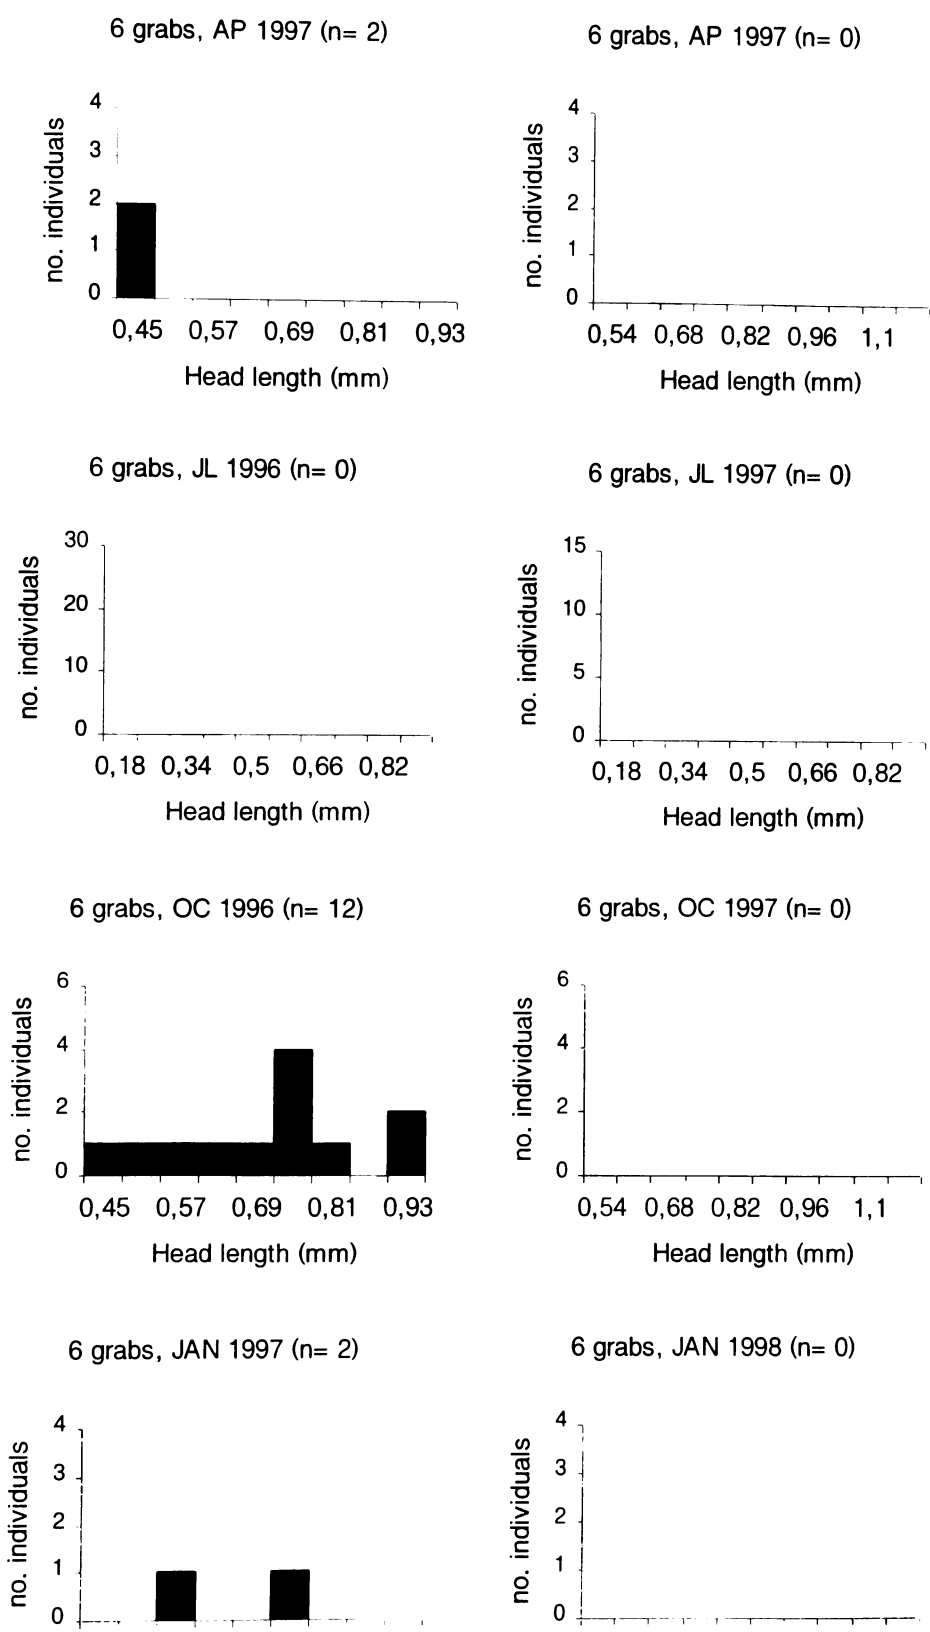 6 grabs, AP 1997 (n= 2)
no. individuals
4
3
2
1
0
0,45 0,57 0,69 0,81 0,93
Head length (mm)
6 grabs, AP 1997 (n= 0)
no. individuals
4
3
2
1
0
0,54 0,68 0,82 0,96 1,1
Head length (mm)
6 grabs, JL 1996 (n= 0)
no. individuals
30
20
10
0
0,18 0,34 0,5 0,66 0,82
Head length (mm)
6 grabs, JL 1997 (n= 0)
no. individuals
15
10
5
0
0,18 0,34 0,5 0,66 0,82
Head length (mm)
6 grabs, OC 1996 (n= 12)
no. individuals
6
4
2
0
0,45 0,57 0,69 0,81 0,93
Head length (mm)
6 grabs, OC 1997 (n= 0)
no. individuals
6
4
2
0
0,54 0,68 0,82 0,96 1,1
Head length (mm)
6 grabs, JAN 1997 (n= 2)
no. individuals
4
3
2
1
0
6 grabs, JAN 1998 (n= 0)
no. individuals
4
3
2
1
0